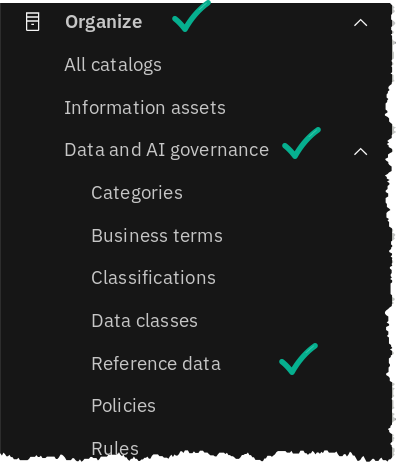 Organize
All catalogs
Information assets
Data and AI governance
Categories
Business terms
Classifications
Data classes
Reference data
Policies
Rules